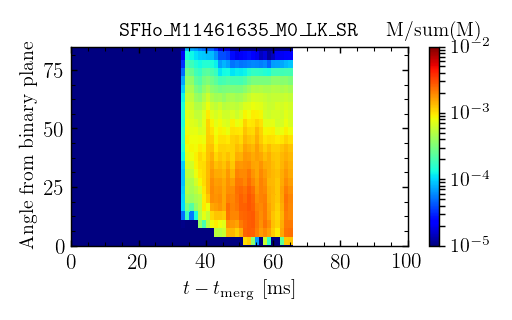 SFHo_M11461635_M0_LK_SR
M/sum(M)
Angle from binary plane
75
50
25
0
0 20 40 60 80 100
t − t_merg [ms]
10^−2
10^−3
10^−4
10^−5